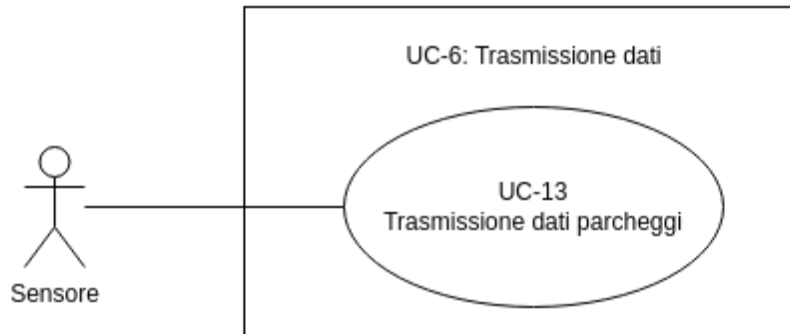 UC-6: Trasmissione dati
UC-13
Trasmissione dati parcheggi
Sensore